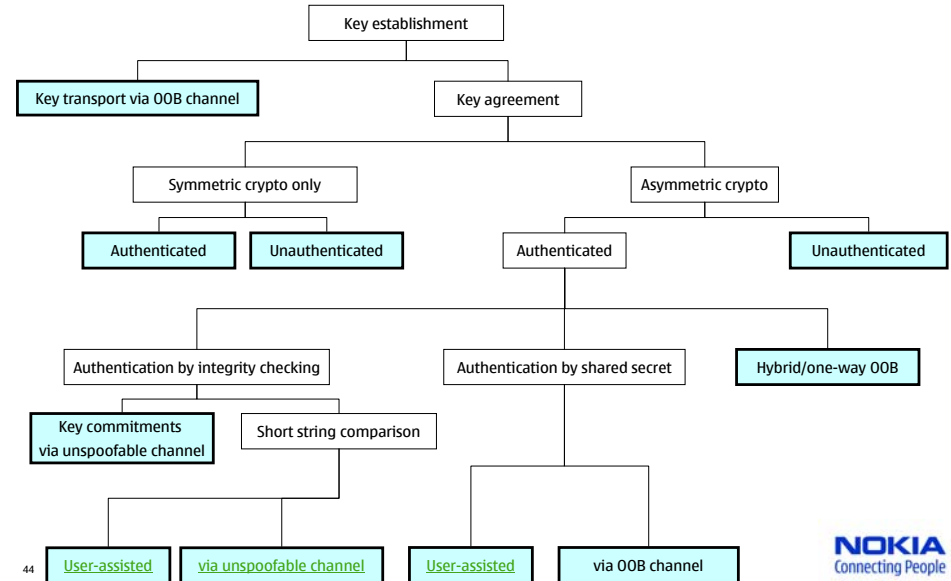 Key establishment
Key transport via OOB channel
Key agreement
Symmetric crypto only
Asymmetric crypto
Authenticated
Unauthenticated
Authenticated
Unauthenticated
Authentication by integrity checking
Authentication by shared secret
Hybrid/one-way OOB
Key commitments
via unspoofable channel
Short string comparison
User-assisted
via unspoofable channel
User-assisted
via OOB channel
44
NOKIA
Connecting People